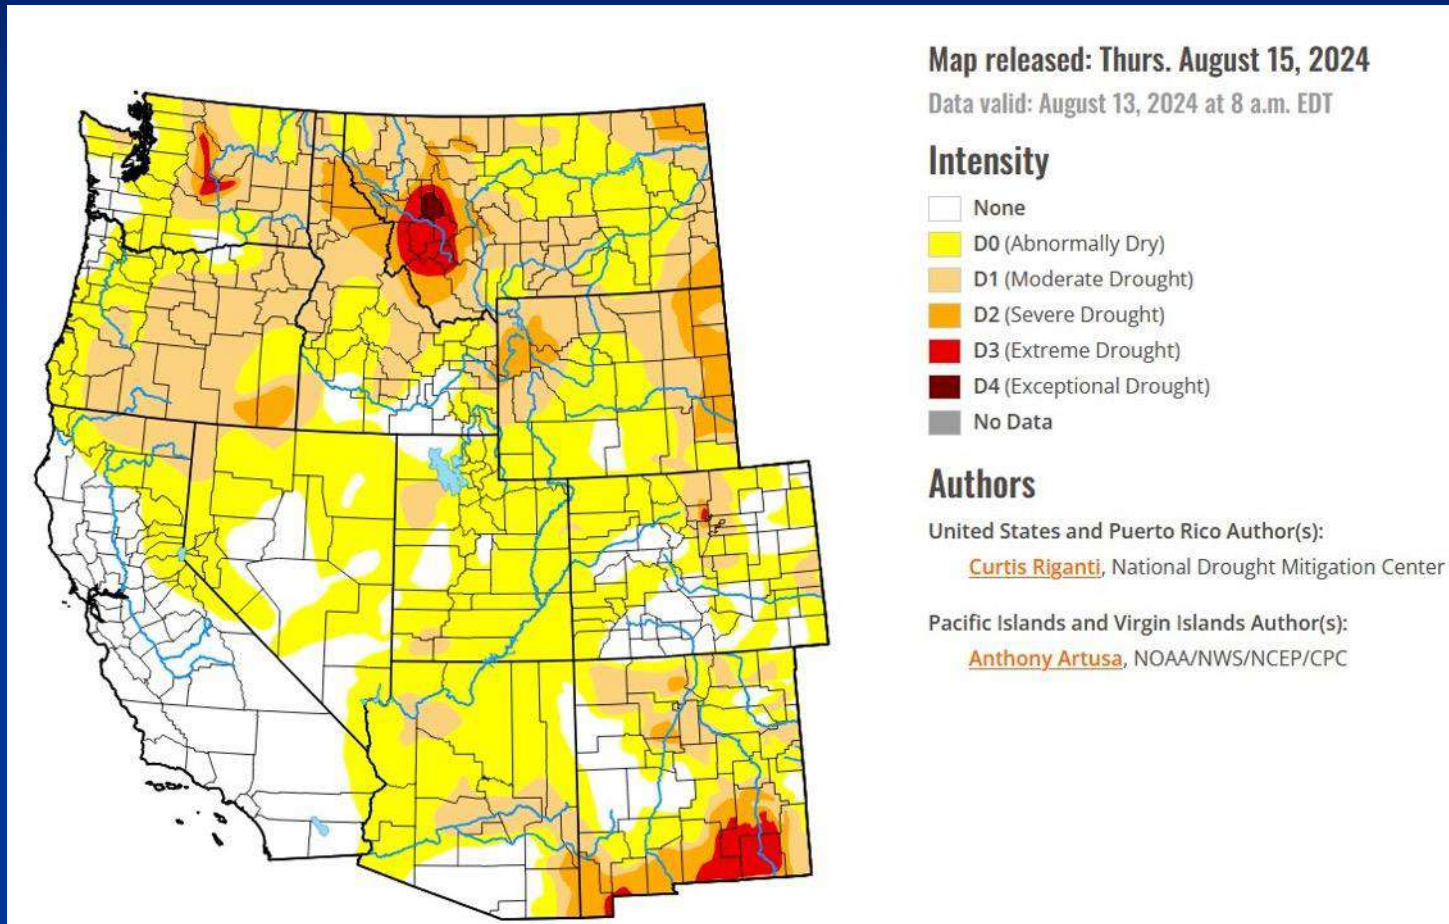 Map released: Thurs. August 15, 2024
Data valid: August 13, 2024 at 8 a.m. EDT
Intensity
None
D0 (Abnormally Dry)
D1 (Moderate Drought)
D2 (Severe Drought)
D3 (Extreme Drought)
D4 (Exceptional Drought)
No Data
Authors
United States and Puerto Rico Author(s):
Curtis Riganti, National Drought Mitigation Center
Pacific Islands and Virgin Islands Author(s):
Anthony Artusa, NOAA/NWS/NCEP/CPC